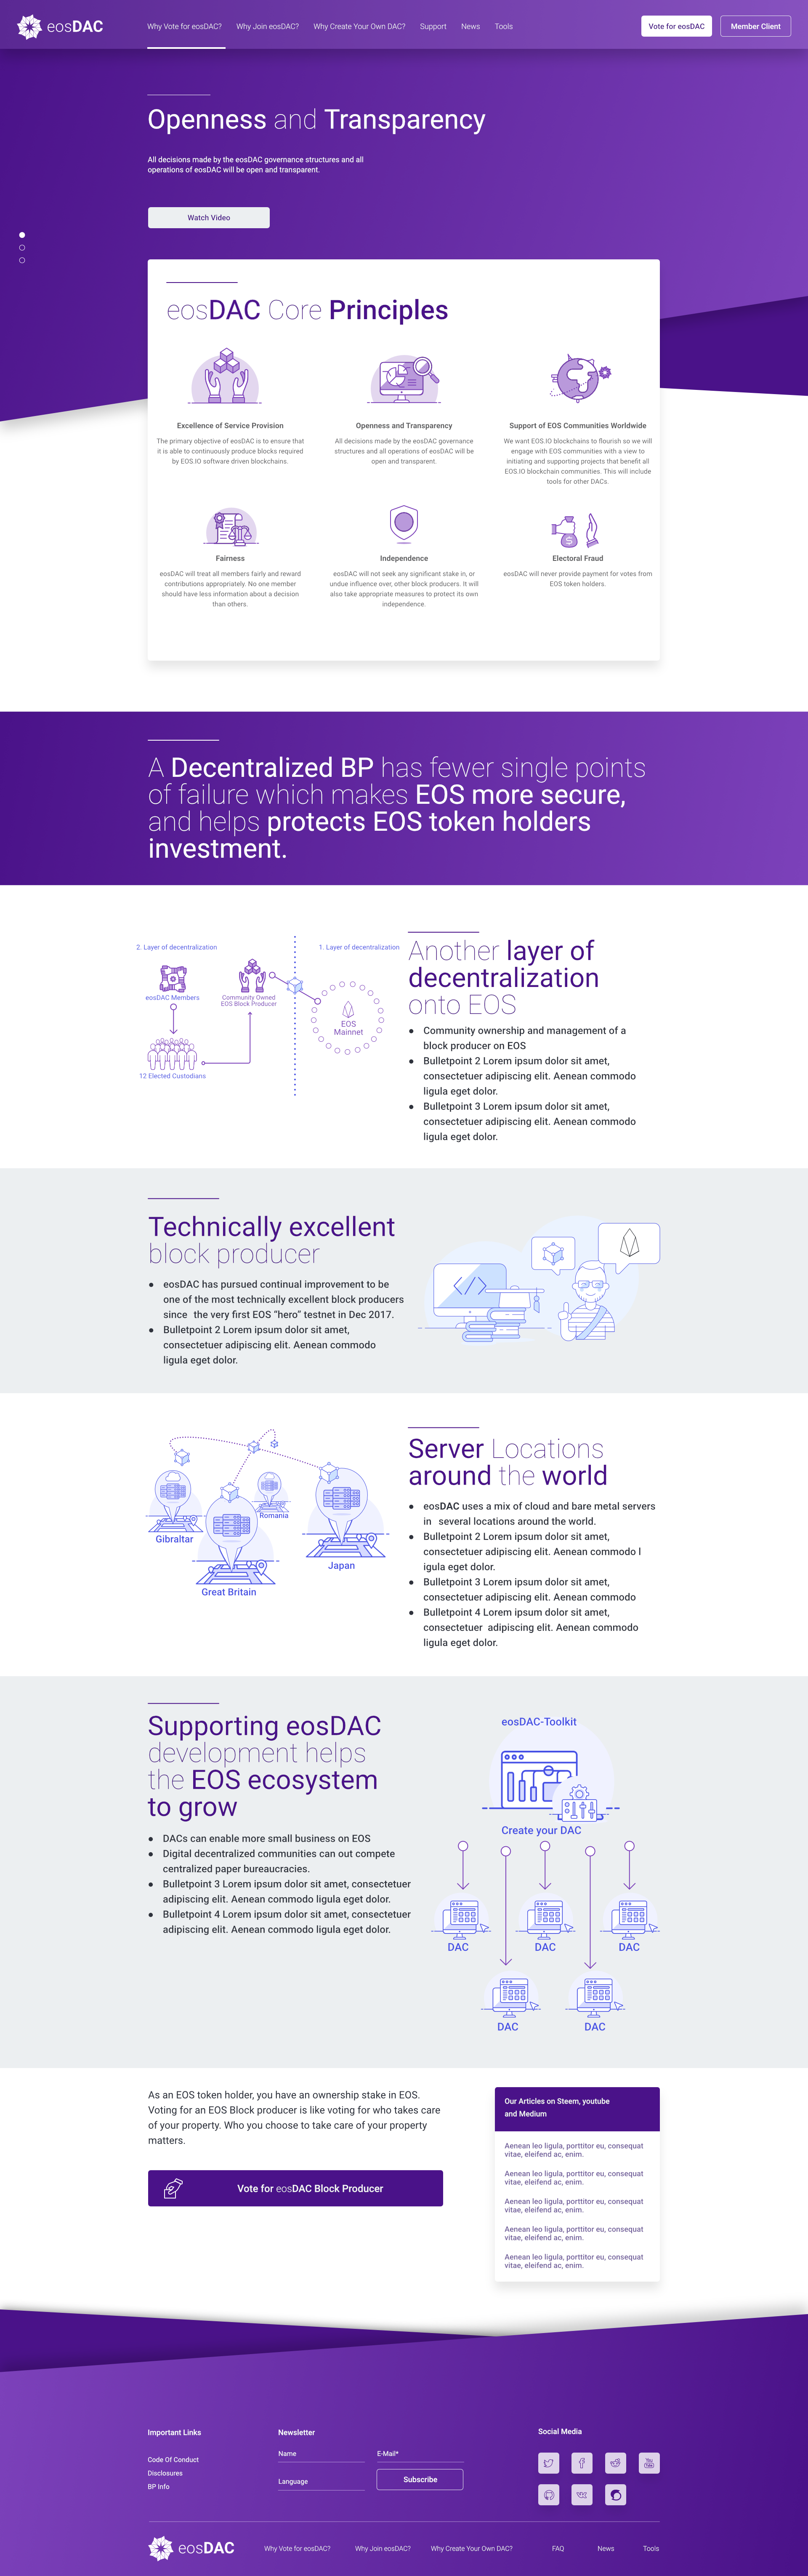 eosDAC
Why Vote for eosDAC?
Why Join eosDAC?
Why Create Your Own DAC?
Support
News
Tools
Vote for eosDAC
Member Client
Openness and Transparency
All decisions made by the eosDAC governance structures and all
operations of eosDAC will be open and transparent.
Watch Video
eosDAC Core Principles
Excellence of Service Provision
The primary objective of eosDAC is to ensure that
it is able to continuously produce blocks required
by EOS.IO software driven blockchains.
Openness and Transparency
All decisions made by the eosDAC governance
structures and all operations of eosDAC will be
open and transparent.
Support of EOS Communities Worldwide
We want EOS.IO blockchains to flourish so we will
engage with EOS communities with a view to
initiating and supporting projects that benefit all
EOS IO blockchain communities. This will include
tools for other DACs.
Fairness
eosDAC will treat all members fairly and reward
contributions appropriately. No one member
should have less information about a decision
than others.
Independence
eosDAC will not seek any significant stake in, or
undue influence over, other block producers. It will
also take appropriate measures to protect its own
independence.
Electoral Fraud
eosDAC will never provide payment for votes from
EOS token holders.
A Decentralized BP has fewer single points
of failure which makes EOS more secure,
and helps protects EOS token holders
investment.
2. Layer of decentralization
1. Layer of decentralization
eosDAC Members
Community Owned
EOS Block Producer
EOS
Mainnet
12 Elected Custodians
Another layer of
decentralization
onto EOS
● Community ownership and management of a
block producer on EOS
● Bulletpoint 2 Lorem ipsum dolor sit amet,
consectetuer adipiscing elit. Aenean commodo
ligula eget dolor.
● Bulletpoint 3 Lorem ipsum dolor sit amet,
consectetuer adipiscing elit. Aenean commodo
ligula eget dolor.
Technically excellent
block producer
● eosDAC has pursued continual improvement to be
one of the most technically excellent block producers
since the very first EOS “hero” testnet in Dec 2017.
● Bulletpoint 2 Lorem ipsum dolor sit amet,
consectetuer adipiscing elit. Aenean commodo
ligula eget dolor.
Gibraltar
Romania
Great Britain
Japan
Server Locations
around the world
● eosDAC uses a mix of cloud and bare metal servers
in several locations around the world.
● Bulletpoint 2 Lorem ipsum dolor sit amet,
consectetuer adipiscing elit. Aenean commodo l
igula eget dolor.
● Bulletpoint 3 Lorem ipsum dolor sit amet,
consectetuer adipiscing elit. Aenean commodo
● Bulletpoint 4 Lorem ipsum dolor sit amet,
consectetuer adipiscing elit. Aenean commodo
ligula eget dolor.
Supporting eosDAC
development helps
the EOS ecosystem
to grow
● DACs can enable more small business on EOS
● Digital decentralized communities can out compete
centralized paper bureaucracies.
● Bulletpoint 3 Lorem ipsum dolor sit amet, consectetuer
adipiscing elit. Aenean commodo ligula eget dolor.
● Bulletpoint 4 Lorem ipsum dolor sit amet, consectetuer
adipiscing elit. Aenean commodo ligula eget dolor.
eosDAC-Toolkit
Create your DAC
DAC
DAC
DAC
DAC
DAC
As an EOS token holder, you have an ownership stake in EOS.
Voting for an EOS Block producer is like voting for who takes care
of your property. Who you choose to take care of your property
matters.
Vote for eosDAC Block Producer
Our Articles on Steem, youtube
and Medium
Aenean leo ligula, porttitor eu, consequat
vitae, eleifend ac, enim.
Aenean leo ligula, porttitor eu, consequat
vitae, eleifend ac, enim.
Aenean leo ligula, porttitor eu, consequat
vitae, eleifend ac, enim.
Aenean leo ligula, porttitor eu, consequat
vitae, eleifend ac, enim.
Aenean leo ligula, porttitor eu, consequat
vitae, eleifend ac, enim.
Important Links
Code Of Conduct
Disclosures
BP Info
Newsletter
Name
E-Mail*
Language
Subscribe
Social Media
eosDAC
Why Vote for eosDAC?
Why Join eosDAC?
Why Create Your Own DAC?
FAQ
News
Tools